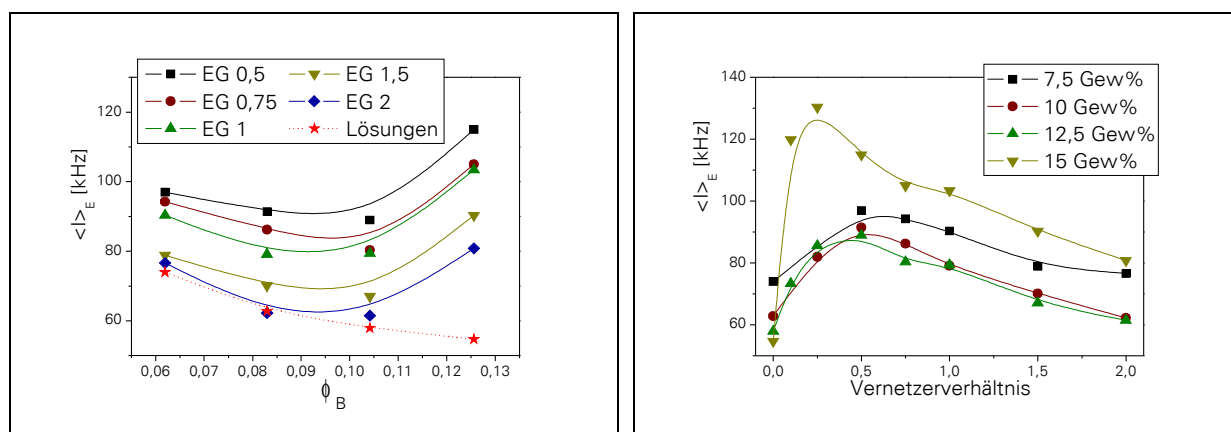 EG 0,5
EG 0,75
EG 1
EG 1,5
EG 2
Lösungen
<I>E [kHz]
120
100
80
60
0,06 0,07 0,08 0,09 0,10 0,11 0,12 0,13
ϕB
7,5 Gew%
10 Gew%
12,5 Gew%
15 Gew%
<I>E [kHz]
140
120
100
80
60
0,0 0,5 1,0 1,5 2,0
Vernetzerverhältnis